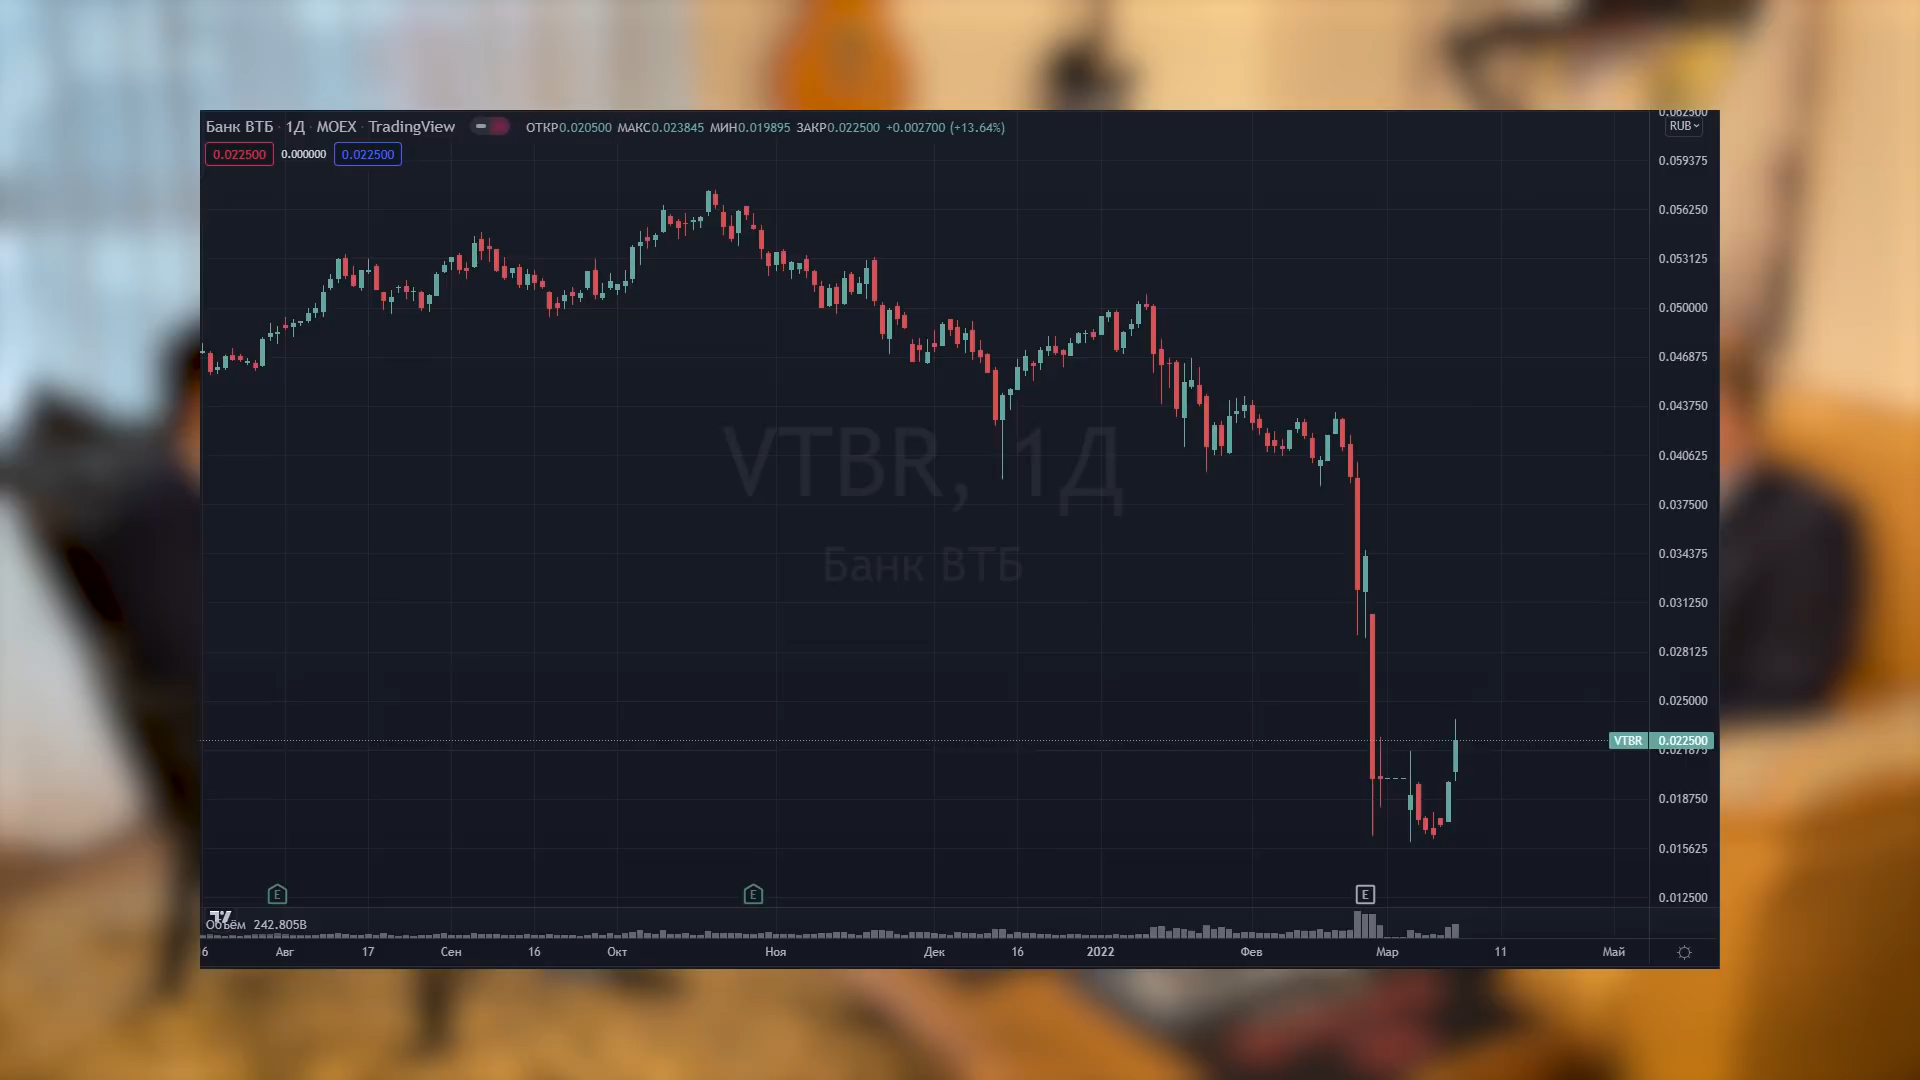 Банк ВТБ · 1Д · MOEX · TradingView ОТКР0.020500 МАКС0.023845 МИН0.019895 ЗАКР0.022500 +0.002700 (+13.64%)
0.062500
RUB
0.022500 0.000000 0.022500
0.059375
0.056250
0.053125
0.050000
0.046875
0.043750
VTBR, 1Д
0.040625
0.037500
Банк ВТБ
0.034375
0.031250
0.028125
0.025000
VTBR 0.022500
0.021875
0.018750
0.015625
E E E
0.012500
Объём 242.805B
6 Авг 17 Сен 16 Окт Ноя Дек 16 2022 Фев Мар 11 Май